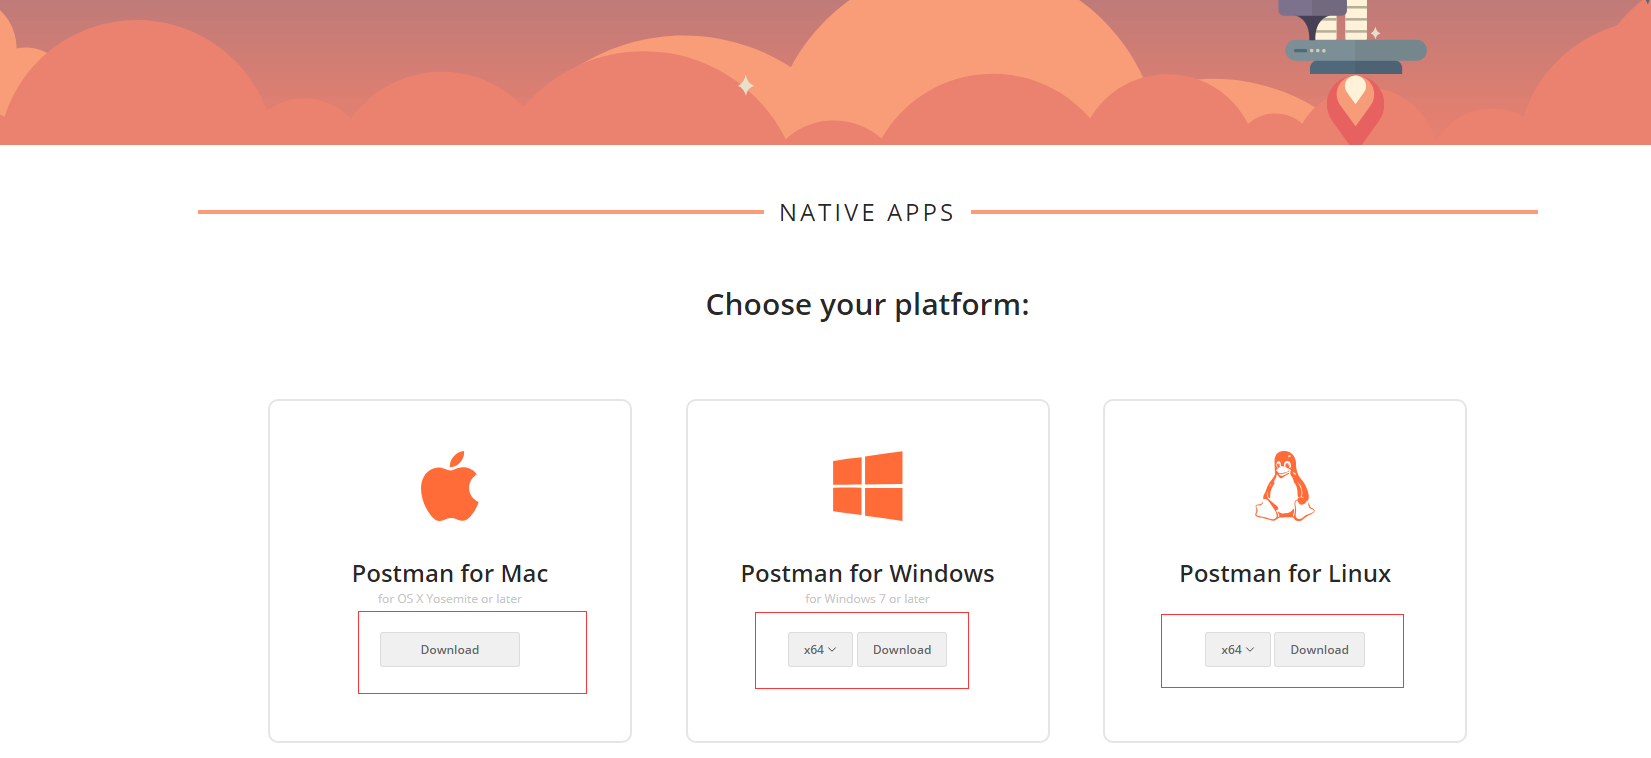 NATIVE APPS
Choose your platform:
Postman for Mac
for OS X Yosemite or later
Download
Postman for Windows
for Windows 7 or later
x64 Download
Postman for Linux
x64 Download